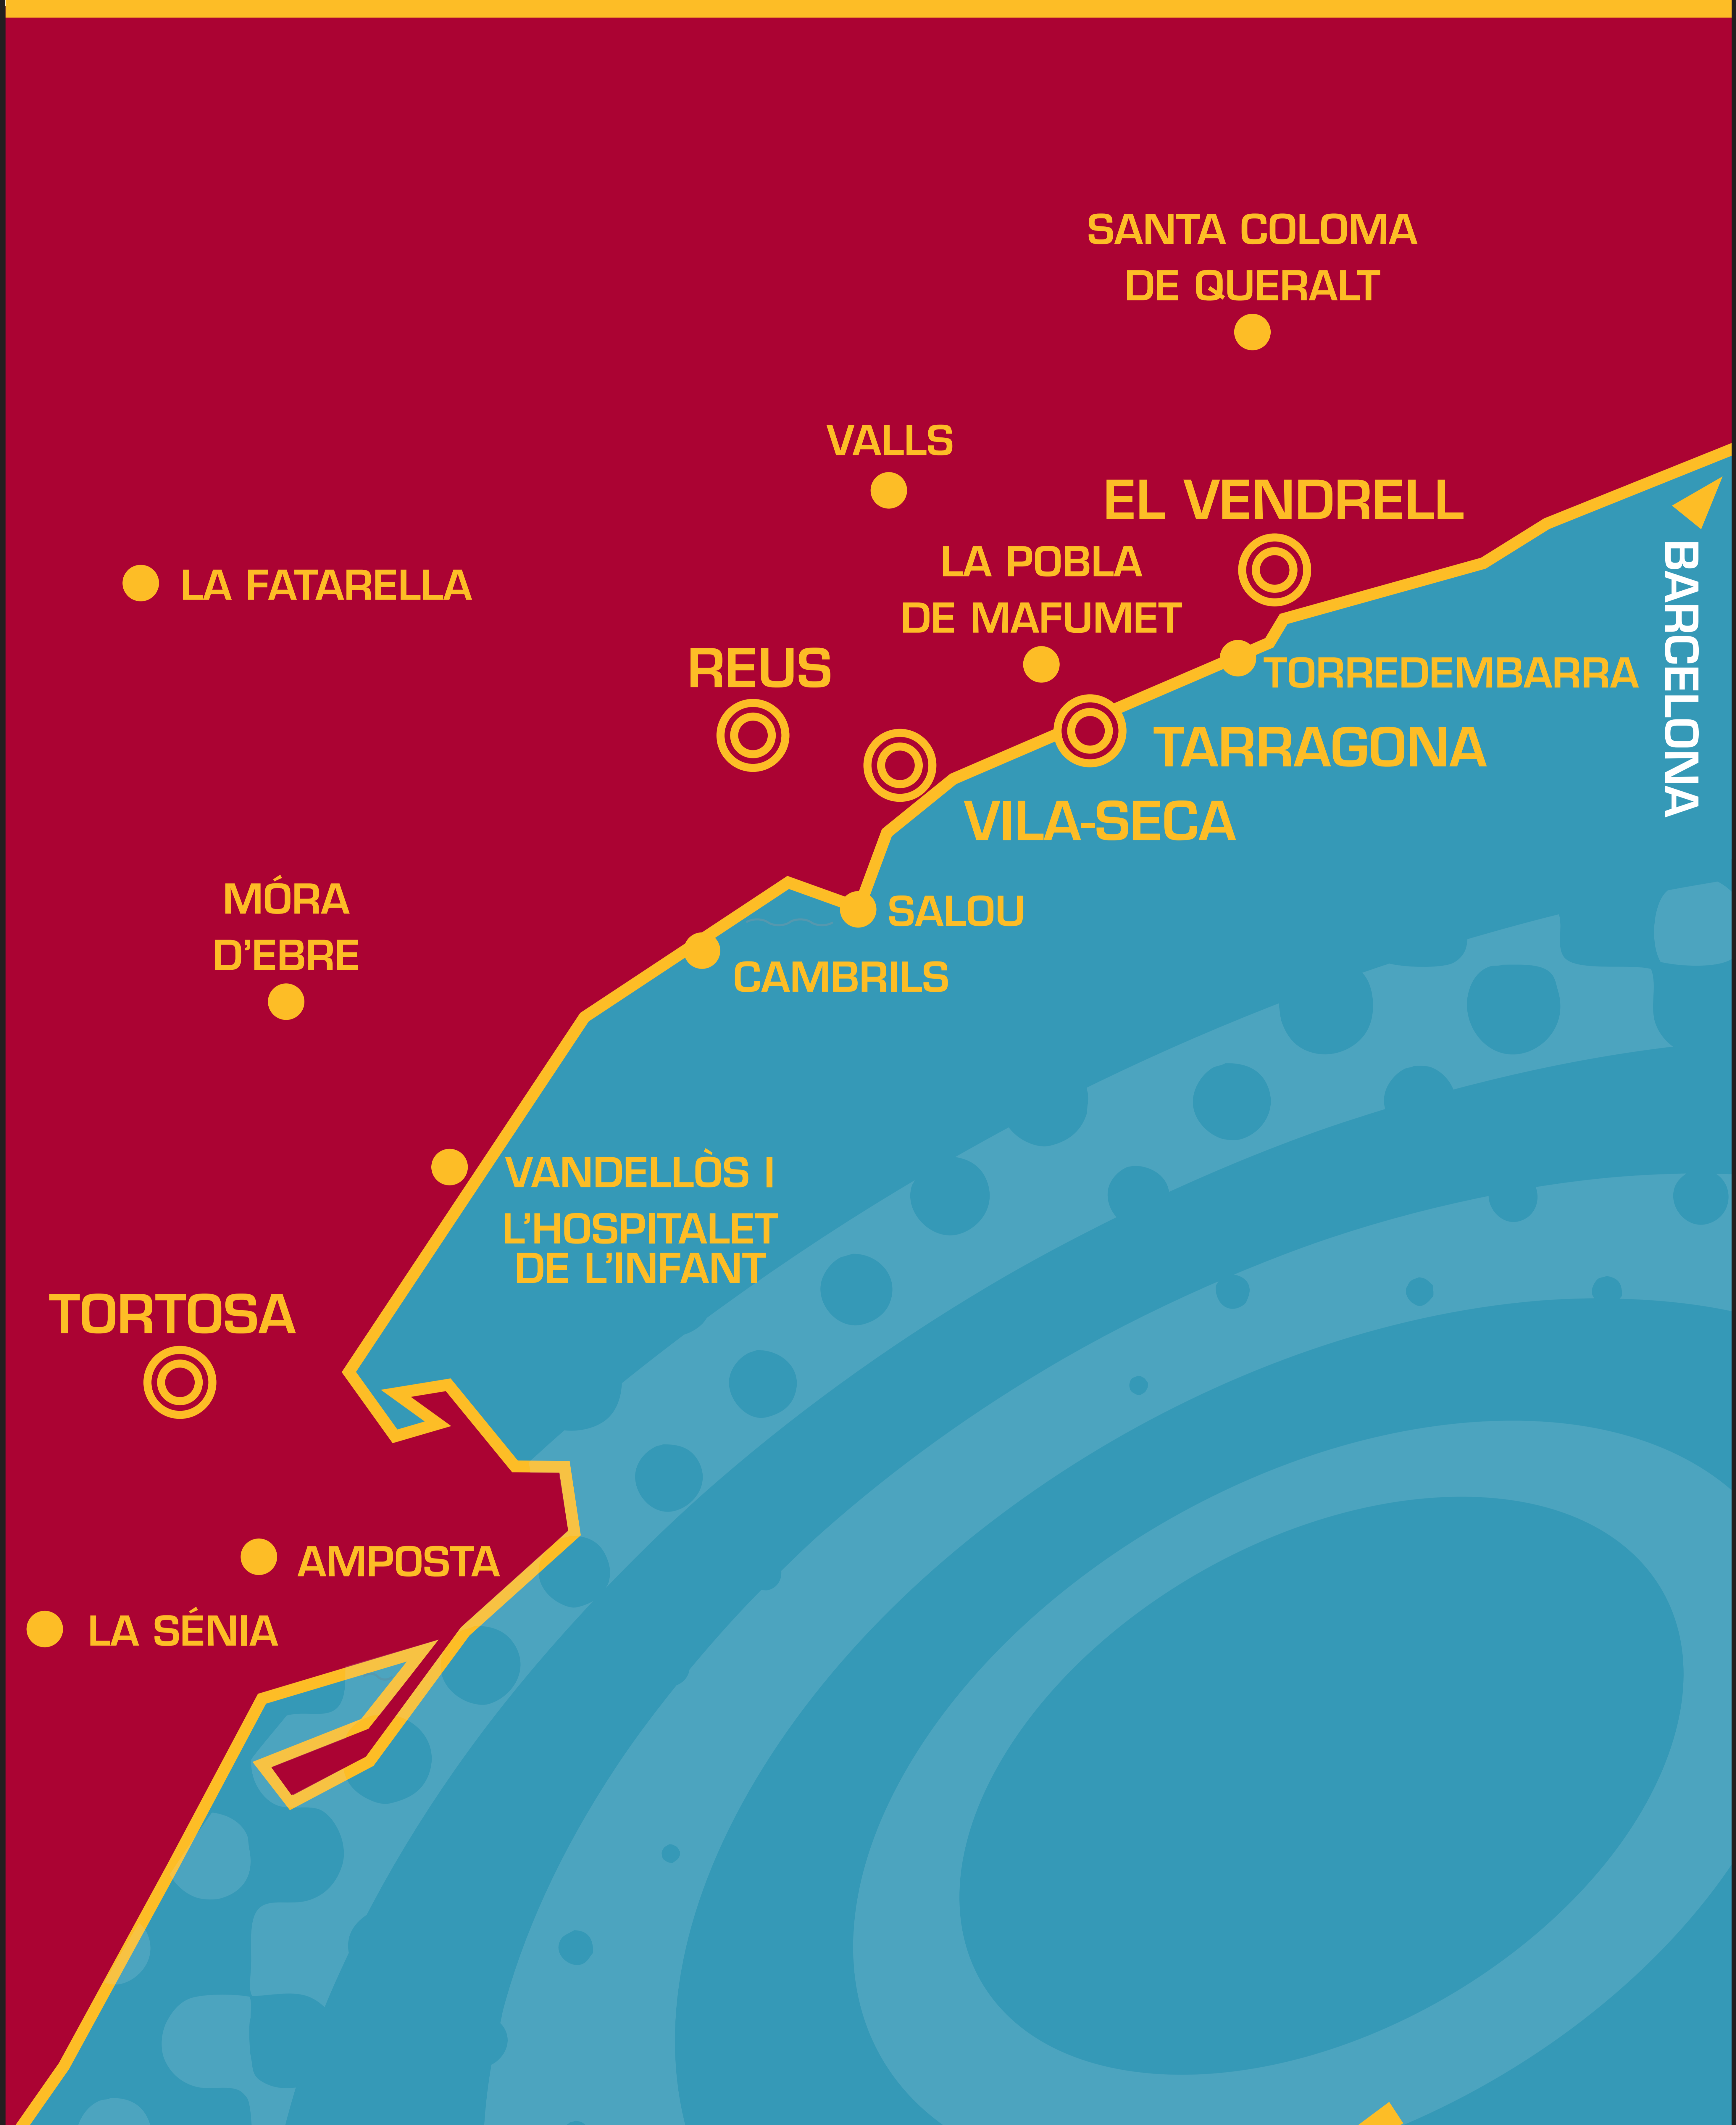 SANTA COLOMA
DE QUERALT
VALLS
EL VENDRELL
LA POBLA
DE MAFUMET
LA FATARELLA
REUS
TORREDEMBARRA
BARCELONA
TARRAGONA
VILA-SECA
MÓRA
D'EBRE
SALOU
CAMBRILS
VANDELLÒS I
L'HOSPITALET
DE L'INFANT
TORTOSA
AMPOSTA
LA SÉNIA